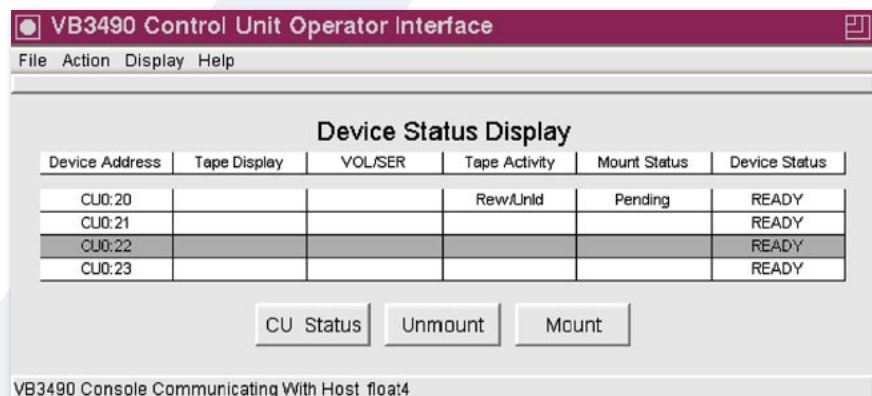 VB3490 Control Unit Operator Interface
File Action Display Help
Device Status Display
Device Address Tape Display VOL/SER Tape Activity Mount Status Device Status
CU0:20 Rew/Unld Pending READY
CU0:21 READY
CU0:22 READY
CU0:23 READY
CU Status Unmount Mount
VB3490 Console Communicating With Host float4